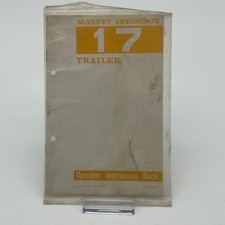 MASSEY FERGUSON
17
TRAILER
Operator Instruction Book